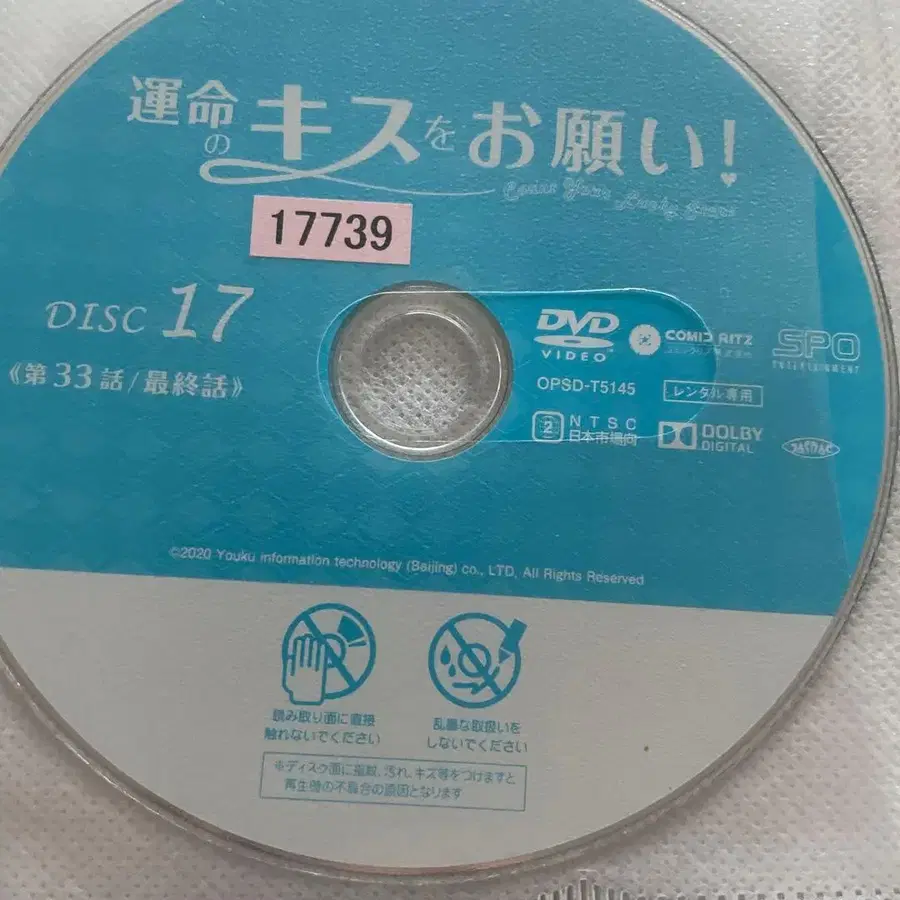 運命のキスをお願い!
Count Your Lucky Stars
17739
DISC 17
《第33話/最終話》
DVD
VIDEO
COMIC RITZ
SPO
ENTERTAINMENT
OPSD-T5145
レンタル専用
2
NTSC
日本市場向
DOLBY
DIGITAL
JASRAC
©2020 Youku information technology (Beijing) co., LTD, All Rights Reserved
読み取り面に直接
触れないでください
乱暴な取扱いを
しないでください
※ディスク面に指紋、汚れ、キズ等をつけますと
再生時の不具合の原因となります